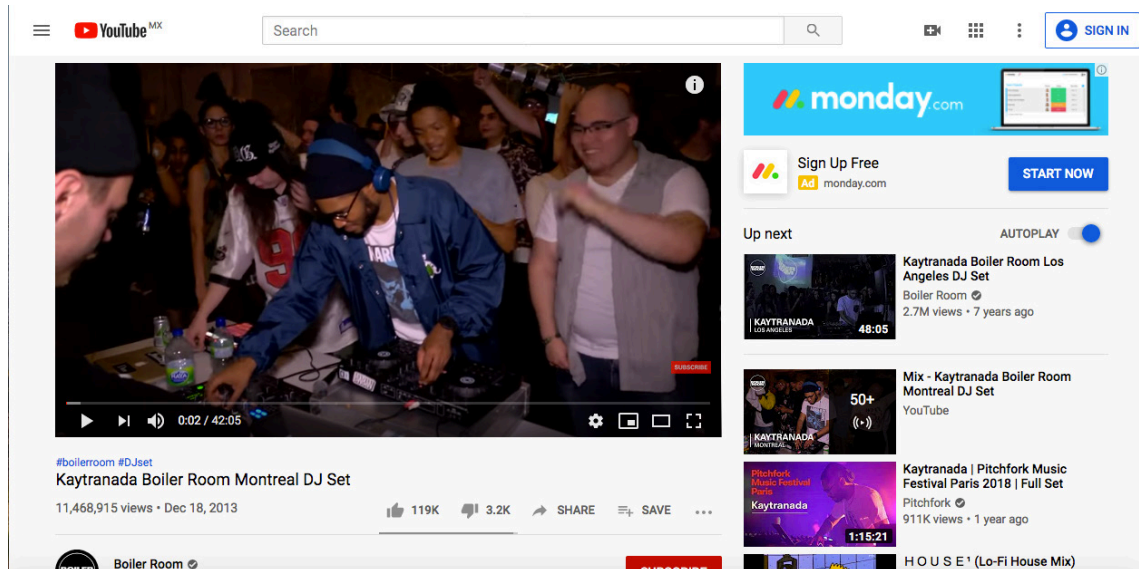 YouTube MX
Search
SIGN IN
SUBSCRIBE
0:02 / 42:05
#boilerroom #DJset
Kaytranada Boiler Room Montreal DJ Set
11,468,915 views • Dec 18, 2013
119K
3.2K
SHARE
SAVE
Boiler Room
SUBSCRIBE
monday.com
Sign Up Free
Ad monday.com
START NOW
Up next
AUTOPLAY
KAYTRANADA
LOS ANGELES
48:05
Kaytranada Boiler Room Los
Angeles DJ Set
Boiler Room
2.7M views • 7 years ago
KAYTRANADA
MONTREAL
50+
Mix - Kaytranada Boiler Room
Montreal DJ Set
YouTube
Pitchfork
Music Festival
Paris
Kaytranada
1:15:21
Kaytranada | Pitchfork Music
Festival Paris 2018 | Full Set
Pitchfork
911K views • 1 year ago
H O U S E ¹ (Lo-Fi House Mix)